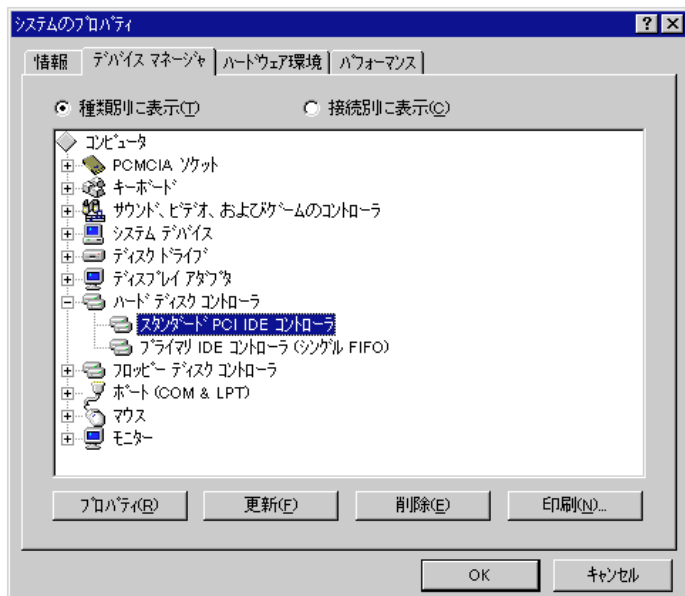 システムのプロパティ
情報 デバイス マネージャ ハードウェア環境 パフォーマンス
種類別に表示(T) 接続別に表示(C)
コンピュータ
PCMCIA ソケット
キーボード
サウンド、ビデオ、およびゲームのコントローラ
システム デバイス
ディスク ドライブ
ディスプレイ アダプタ
ハード ディスク コントローラ
スタンダード PCI IDE コントローラ
プライマリ IDE コントローラ (シングル FIFO)
フロッピー ディスク コントローラ
ポート (COM & LPT)
マウス
モニター
プロパティ(R) 更新(F) 削除(E) 印刷(N)...
OK キャンセル